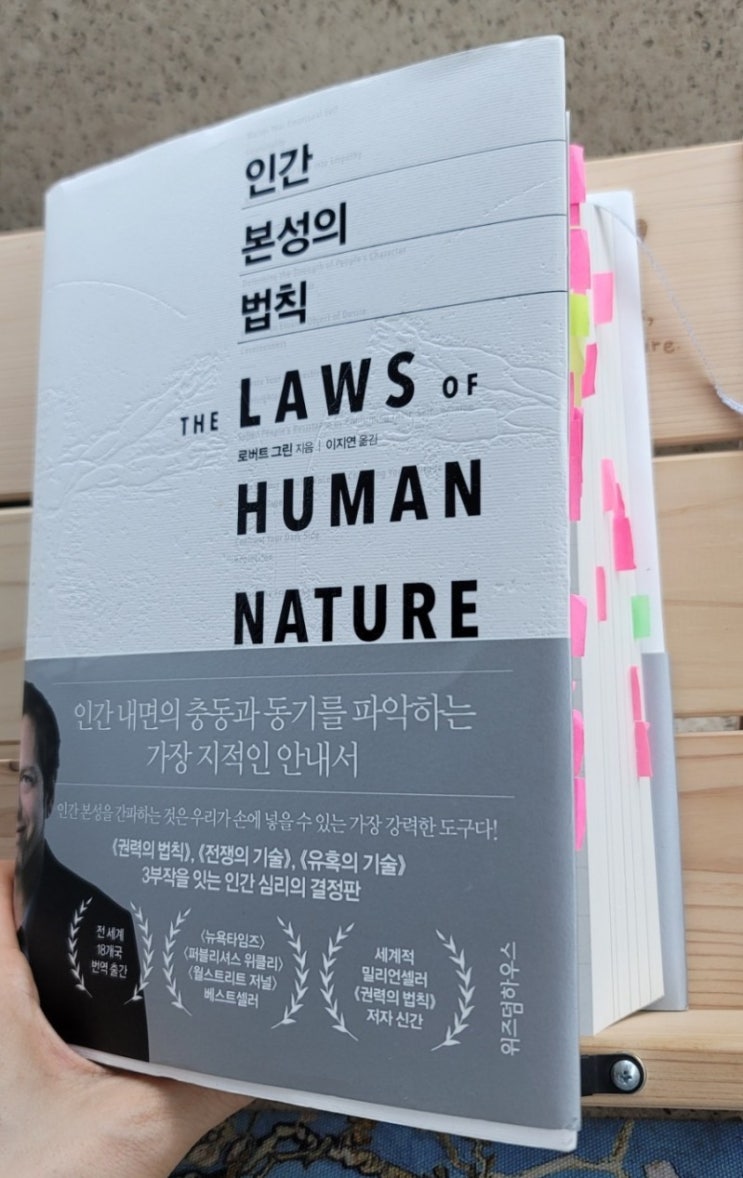 인간
본성의
법칙
THE LAWS OF
로버트 그린 지음 | 이지연 옮김
HUMAN
NATURE
인간 내면의 충동과 동기를 파악하는
가장 지적인 안내서
인간 본성을 간파하는 것은 우리가 손에 넣을 수 있는 가장 강력한 도구다!
《권력의 법칙》, 《전쟁의 기술》, 《유혹의 기술》
3부작을 잇는 인간 심리의 결정판
전 세계
18개국
번역 출간
〈뉴욕타임즈〉
〈퍼블리셔스 위클리〉
〈월스트리트 저널〉
베스트셀러
세계적
밀리언셀러
《권력의 법칙》
저자 신간
위즈덤하우스